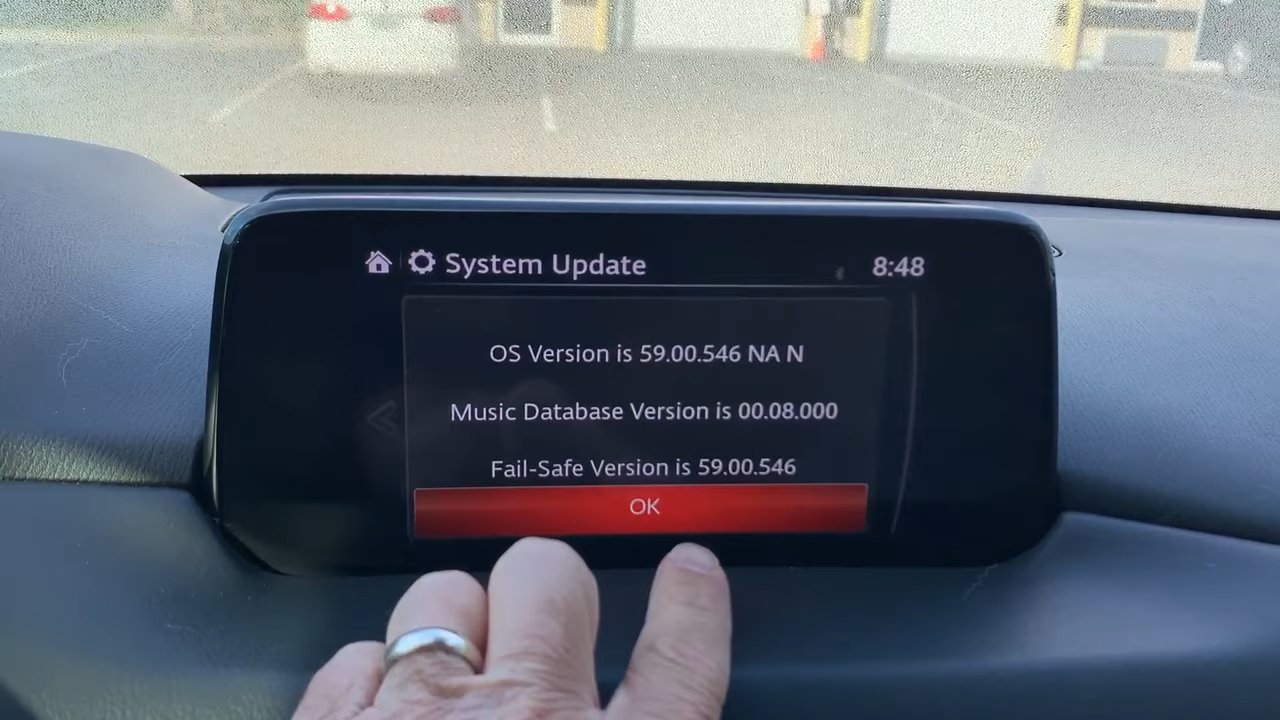 System Update
8:48
OS Version is 59.00.546 NA N
Music Database Version is 00.08.000
Fail-Safe Version is 59.00.546
OK